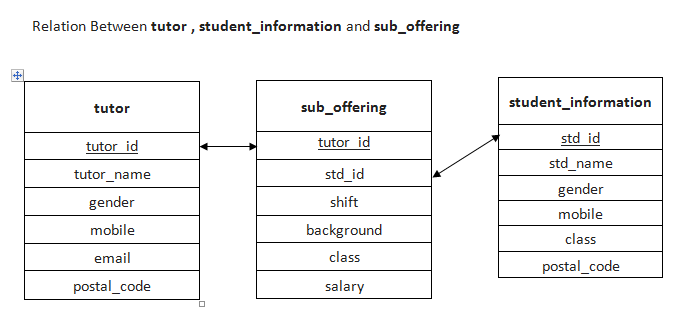 Relation Between tutor , student_information and sub_offering
tutor
tutor_id
tutor_name
gender
mobile
email
postal_code
sub_offering
tutor_id
std_id
shift
background
class
salary
student_information
std_id
std_name
gender
mobile
class
postal_code